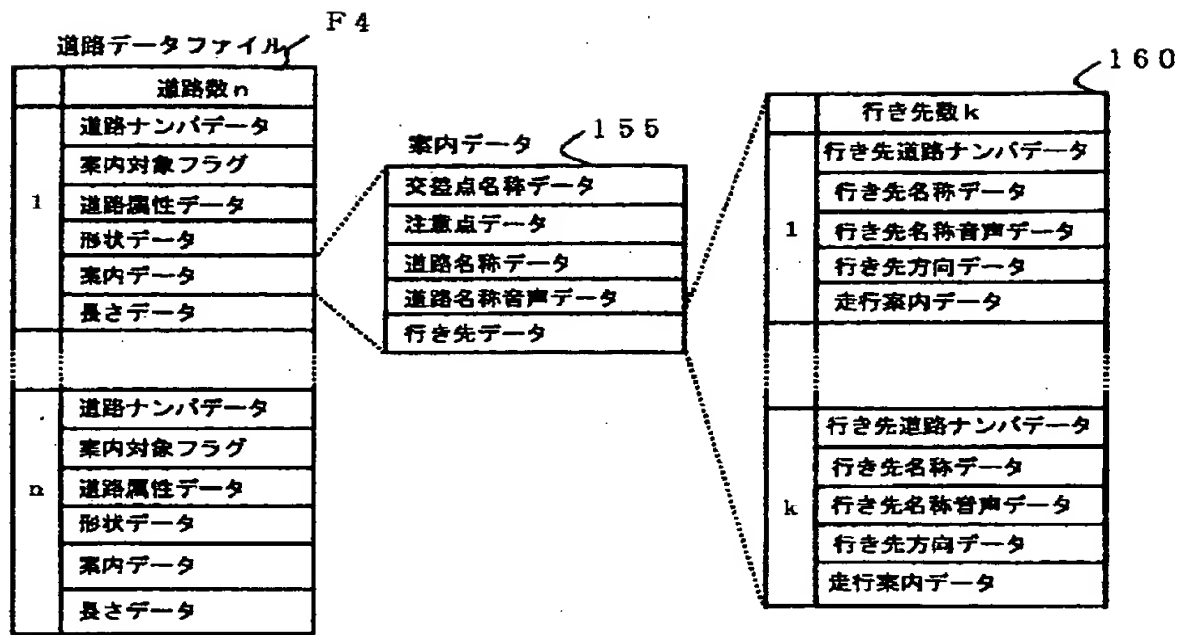 F4
道路データファイル
道路数n
1
道路ナンバデータ
案内対象フラグ
道路属性データ
形状データ
案内データ
長さデータ
n
道路ナンバデータ
案内対象フラグ
道路属性データ
形状データ
案内データ
長さデータ
155
案内データ
交差点名称データ
注意点データ
道路名称データ
道路名称音声データ
行き先データ
160
行き先数k
1
行き先道路ナンバデータ
行き先名称データ
行き先名称音声データ
行き先方向データ
走行案内データ
k
行き先道路ナンバデータ
行き先名称データ
行き先名称音声データ
行き先方向データ
走行案内データ